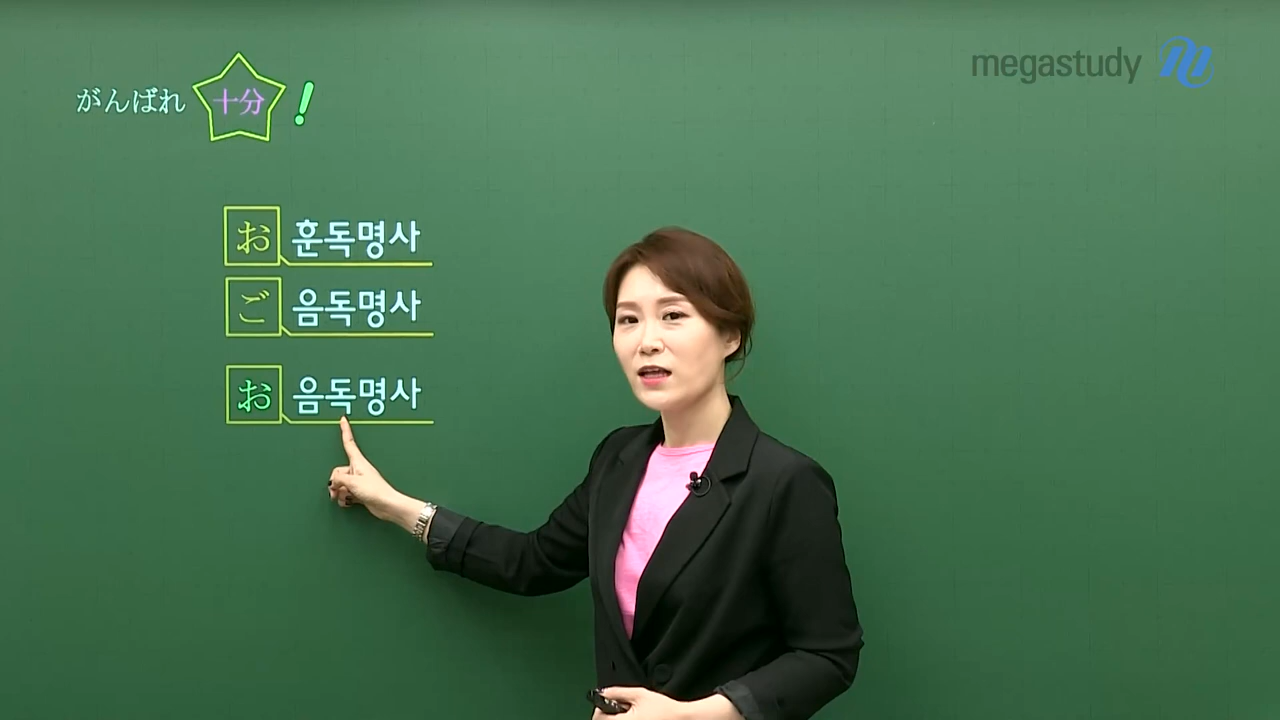 がんばれ 十分 !
megastudy
お 훈독명사
ご 음독명사
お 음독명사